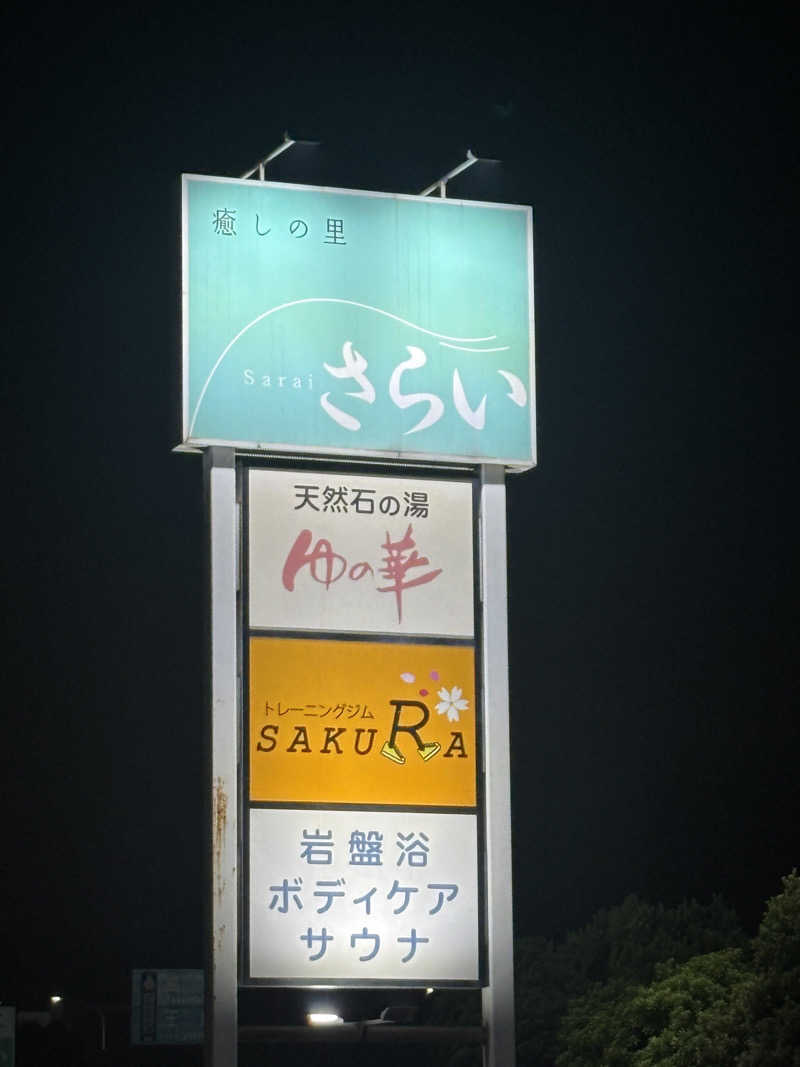 癒しの里
Sarai さらい
天然石の湯
ゆの華
トレーニングジム
SAKURA
岩盤浴
ボディケア
サウナ